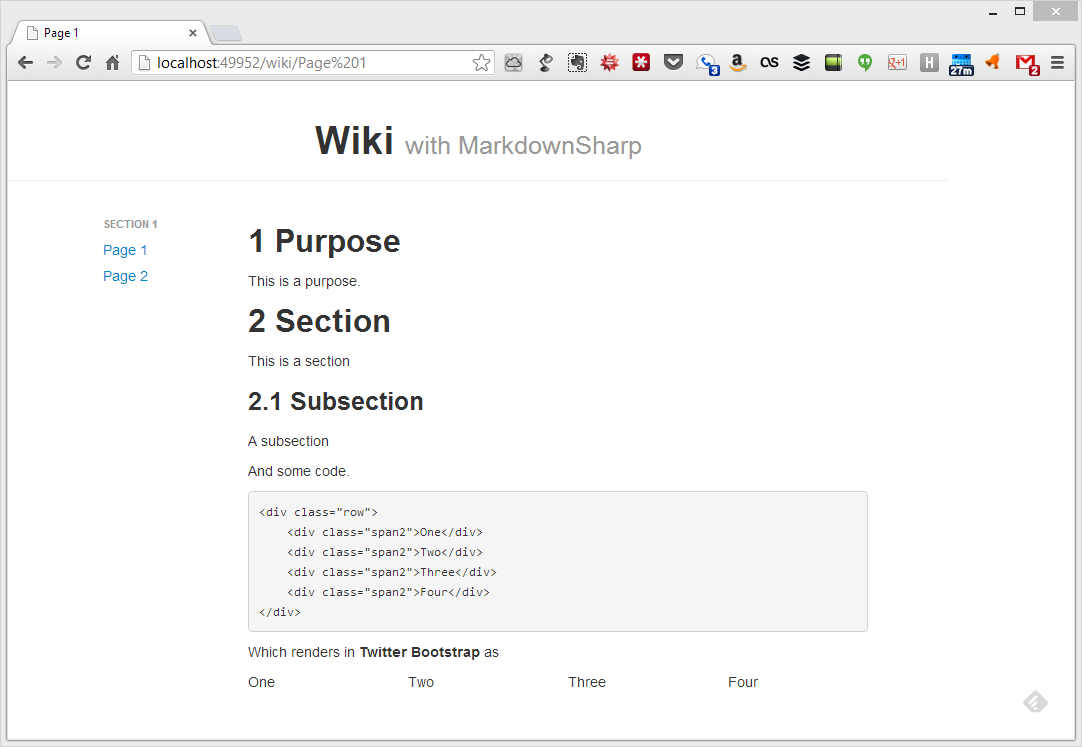 Page 1
localhost:49952/wiki/Page%201
3
a
os
g+1
H
27m
2
Wiki with MarkdownSharp
SECTION 1
Page 1
Page 2
1 Purpose
This is a purpose.
2 Section
This is a section
2.1 Subsection
A subsection
And some code.
<div class="row">
    <div class="span2">One</div>
    <div class="span2">Two</div>
    <div class="span2">Three</div>
    <div class="span2">Four</div>
</div>
Which renders in Twitter Bootstrap as
One Two Three Four